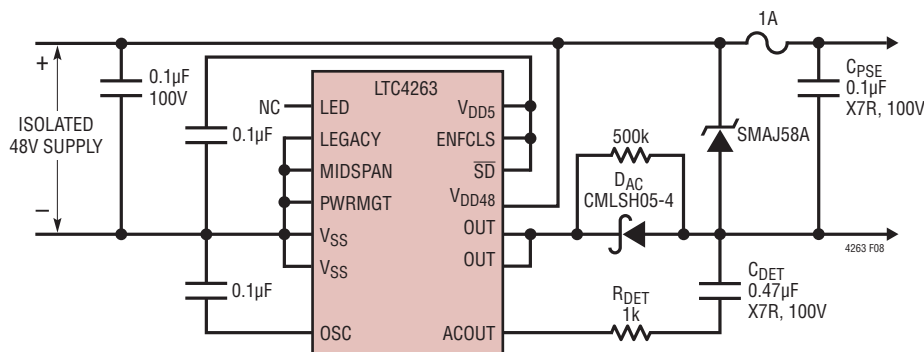 1A
+
ISOLATED
48V SUPPLY
–
0.1µF
100V
0.1µF
0.1µF
NC
LTC4263
LED
LEGACY
MIDSPAN
PWRMGT
VSS
VSS
OSC
VDD5
ENFCLS
SD
VDD48
OUT
OUT
ACOUT
500k
DAC
CMLSH05-4
RDET
1k
SMAJ58A
CPSE
0.1µF
X7R, 100V
4263 F08
CDET
0.47µF
X7R, 100V